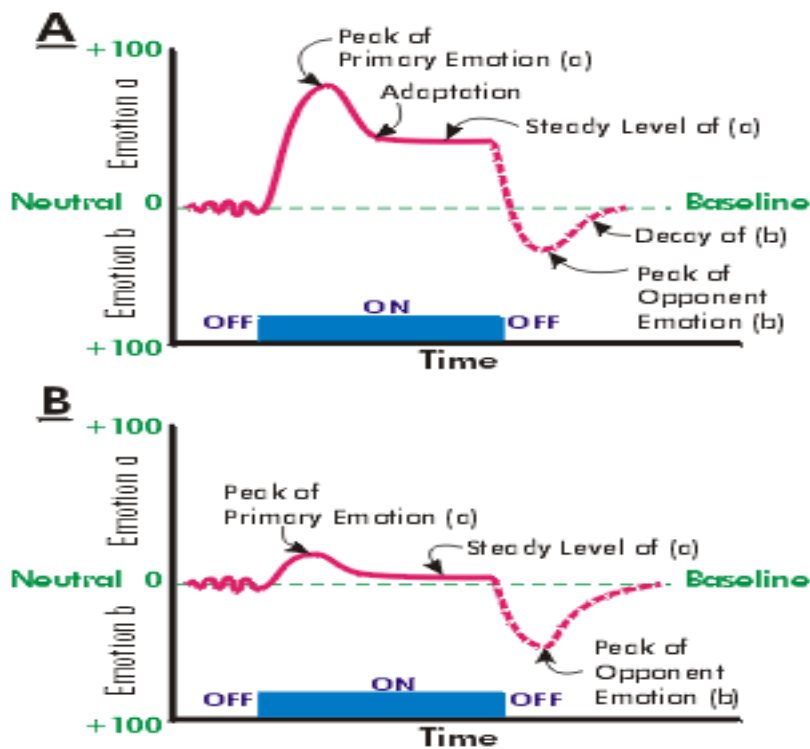 A
+100
Peak of
Primary Emotion (a)
Adaptation
Steady Level of (a)
Emotion a
Neutral 0
Baseline
Emotion b
Decay of (b)
Peak of
Opponent
Emotion (b)
OFF
ON
OFF
+100
Time
B
+100
Emotion a
Peak of
Primary Emotion (a)
Steady Level of (a)
Neutral 0
Baseline
Emotion b
Peak of
Opponent
Emotion (b)
OFF
ON
OFF
+100
Time